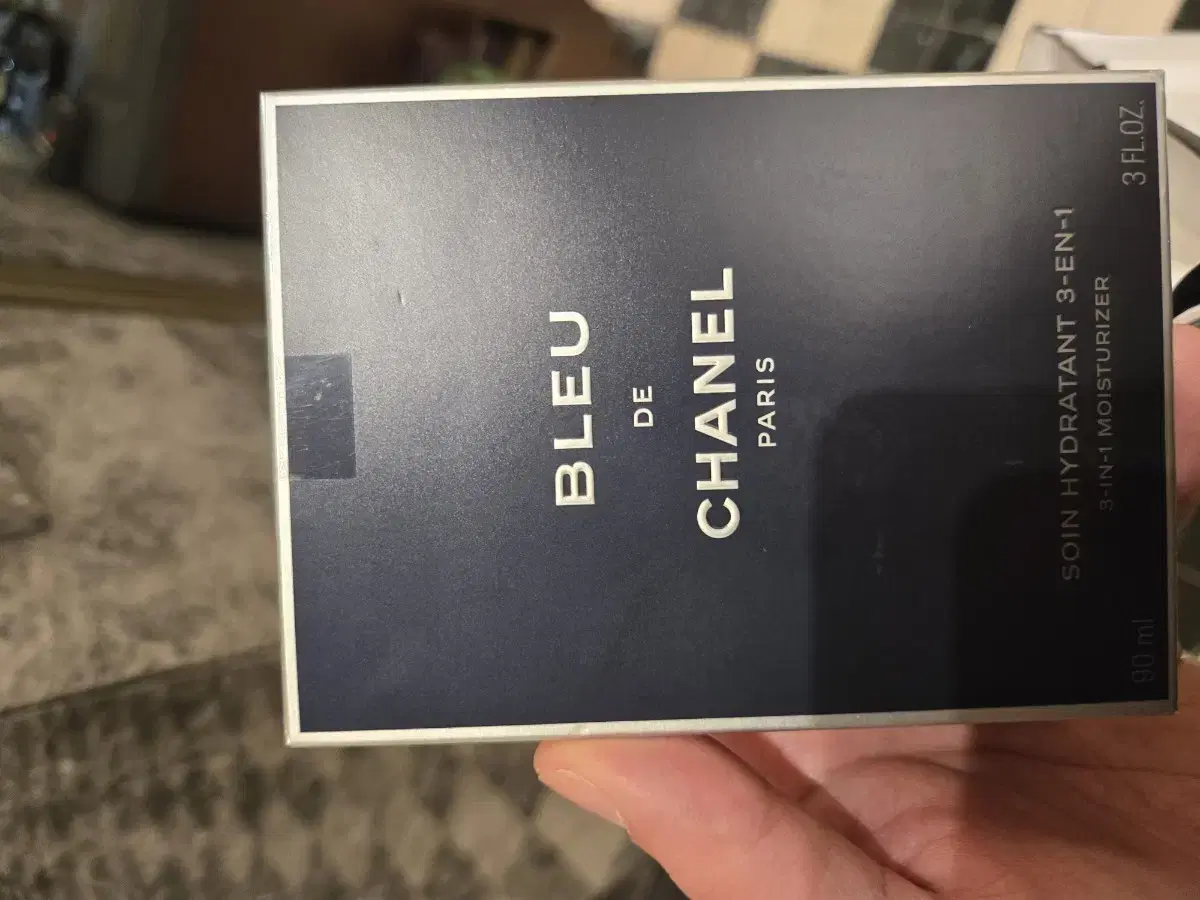 BLEU
DE
CHANEL
PARIS
SOIN HYDRATANT 3-EN-1
3-IN-1 MOISTURIZER
90 ml 3 FL.OZ.